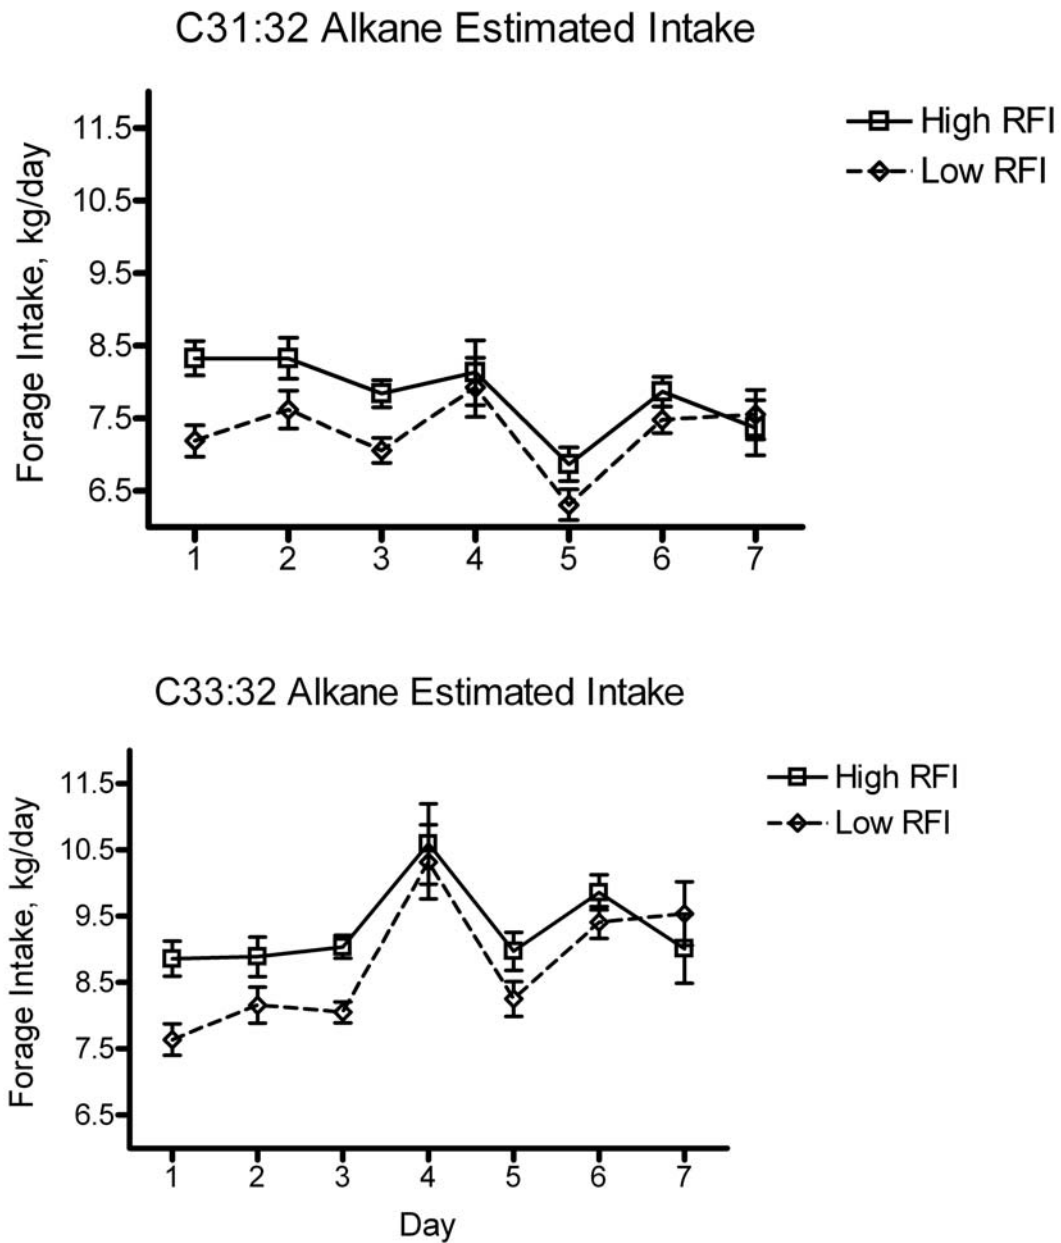 C31:32 Alkane Estimated Intake
High RFI
Low RFI
Forage Intake, kg/day
11.5
10.5
9.5
8.5
7.5
6.5
1 2 3 4 5 6 7
C33:32 Alkane Estimated Intake
High RFI
Low RFI
Forage Intake, kg/day
11.5
10.5
9.5
8.5
7.5
6.5
1 2 3 4 5 6 7
Day